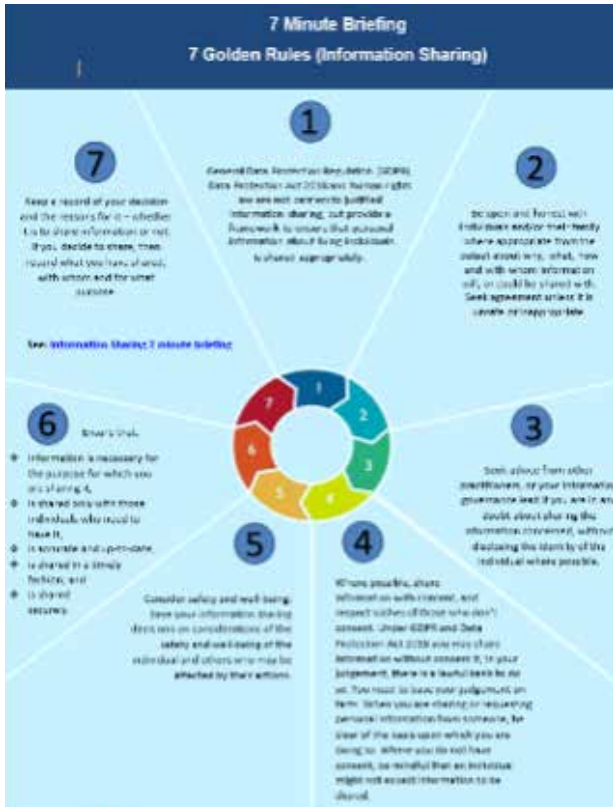 7 Minute Briefing
7 Golden Rules (Information Sharing)
1
General Data Protection Regulation (GDPR),
Data Protection Act 2018 and human rights
law are not barriers to justified
information sharing, but provide a
framework to ensure that personal
information about living individuals
is shared appropriately.
2
Be open and honest with
individuals and/or their family
where appropriate from the
outset about why, what, how
and with whom information
will, or could be shared with.
Seek agreement unless it is
unsafe or inappropriate.
3
Seek advice from other
practitioners, or your information
governance lead if you are in any
doubt about sharing the
information concerned, without
disclosing the identity of the
individual where possible.
4
Where possible, share
information with consent, and
respect wishes of those who don't
consent. Under GDPR and Data
Protection Act 2018 you may share
information without consent if, in your
judgement, there is a lawful basis to do
so. You need to base your judgement on
facts. When you are sharing or requesting
personal information from someone, be
clear of the basis upon which you are
doing so. Where you do not have
consent, be mindful that an individual
might not expect information to be
shared.
5
Consider safety and well-being:
base your information sharing
decisions on considerations of the
safety and well-being of the
individual and others who may be
affected by their actions.
6
Ensure that:
Information is necessary for
the purpose for which you
are sharing it,
is shared only with those
individuals who need to
have it,
is accurate and up-to-date,
is shared in a timely
fashion, and
is shared
securely.
7
Keep a record of your decision
and the reasons for it – whether
it is to share information or not.
If you decide to share, then
record what you have shared,
with whom and for what
purpose.
See: Information Sharing 7 minute briefing
1
2
3
4
5
6
7